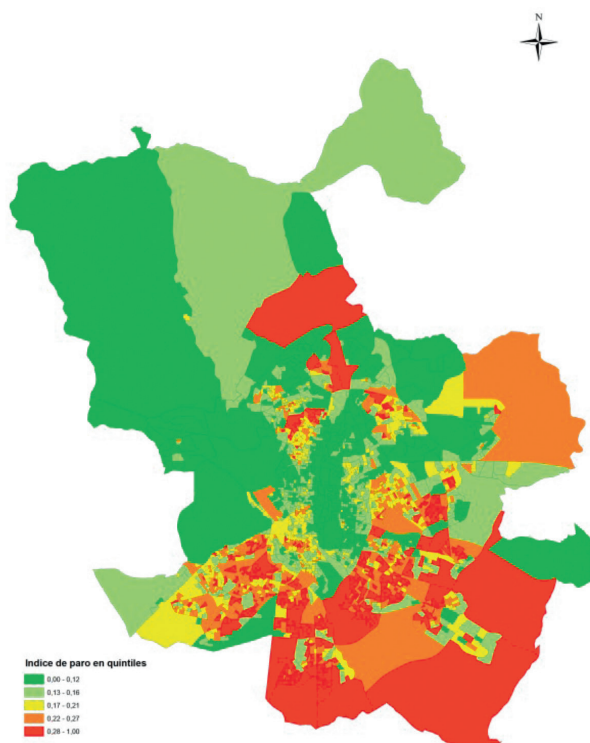 N
Indice de paro en quintiles
0,00 - 0,12
0,13 - 0,16
0,17 - 0,21
0,22 - 0,27
0,28 - 1,00